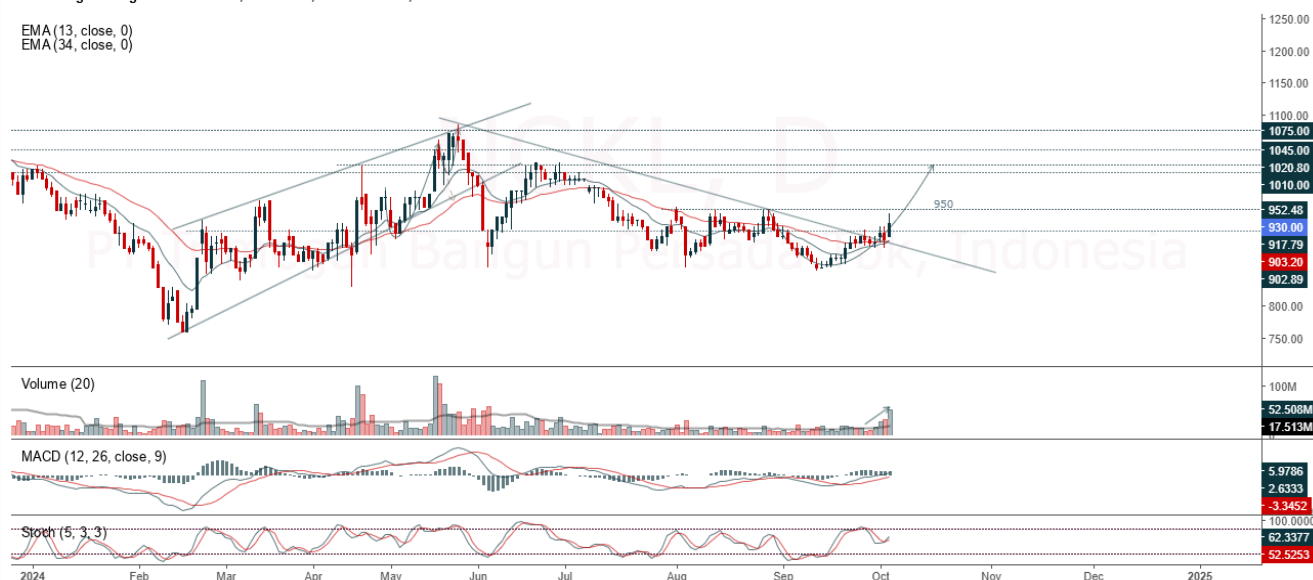 EMA (13, close, 0)
EMA (34, close, 0)
1250.00
1200.00
1150.00
1100.00
1075.00
1045.00
1020.80
1010.00
950
952.48
930.00
917.79
903.20
902.89
800.00
750.00
Volume (20)
100M
52.508M
17.513M
MACD (12, 26, close, 9)
5.9786
2.6333
-3.3452
Stoch (5, 3, 3)
100.0000
62.3377
52.5253
2024 Feb Mar Apr May Jun Jul Aug Sep Oct Nov Dec 2025